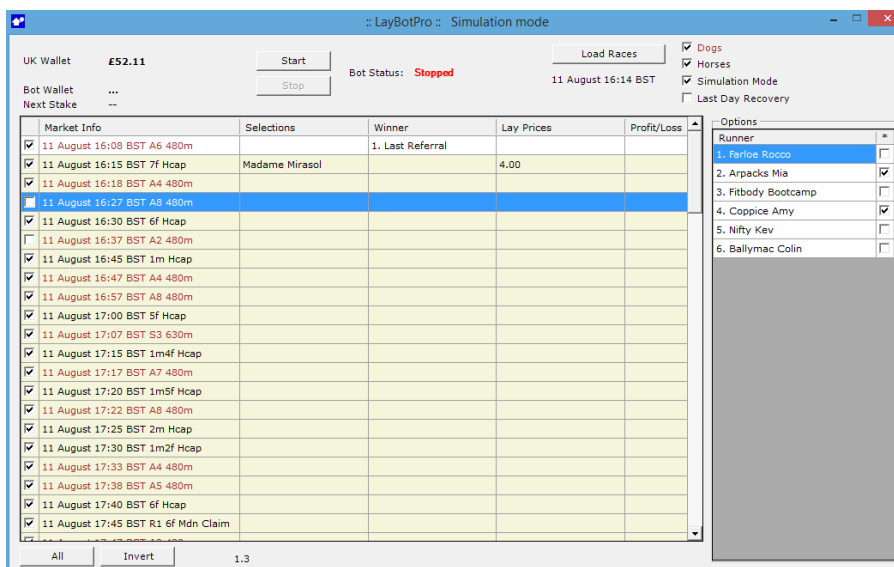 :: LayBotPro :: Simulation mode
UK Wallet £52.11
Start
Load Races
Dogs
Horses
Bot Status: Stopped
11 August 16:14 BST
Simulation Mode
Bot Wallet ...
Stop
Last Day Recovery
Next Stake --
Market Info Selections Winner Lay Prices Profit/Loss
11 August 16:08 BST A6 480m 1. Last Referral
11 August 16:15 BST 7f Hcap Madame Mirasol 4.00
11 August 16:18 BST A4 480m
11 August 16:27 BST A8 480m
11 August 16:30 BST 6f Hcap
11 August 16:37 BST A2 480m
11 August 16:45 BST 1m Hcap
11 August 16:47 BST A4 480m
11 August 16:57 BST A8 480m
11 August 17:00 BST 5f Hcap
11 August 17:07 BST S3 630m
11 August 17:15 BST 1m4f Hcap
11 August 17:17 BST A7 480m
11 August 17:20 BST 1m5f Hcap
11 August 17:22 BST A8 480m
11 August 17:25 BST 2m Hcap
11 August 17:30 BST 1m2f Hcap
11 August 17:33 BST A4 480m
11 August 17:38 BST A5 480m
11 August 17:40 BST 6f Hcap
11 August 17:45 BST R1 6f Mdn Claim
Options
Runner *
1. Farloe Rocco
2. Arpacks Mia
3. Fitbody Bootcamp
4. Coppice Amy
5. Nifty Kev
6. Ballymac Colin
All
Invert
1.3